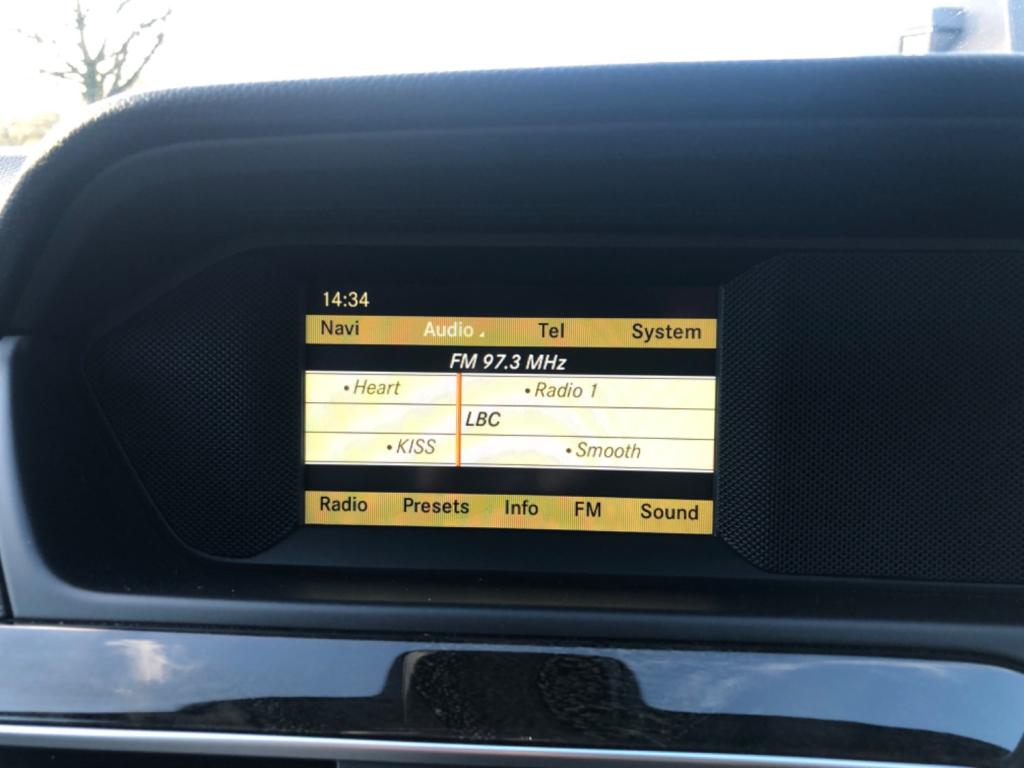 14:34
Navi Audio Tel System
FM 97.3 MHz
•Heart •Radio 1
LBC
•KISS •Smooth
Radio Presets Info FM Sound